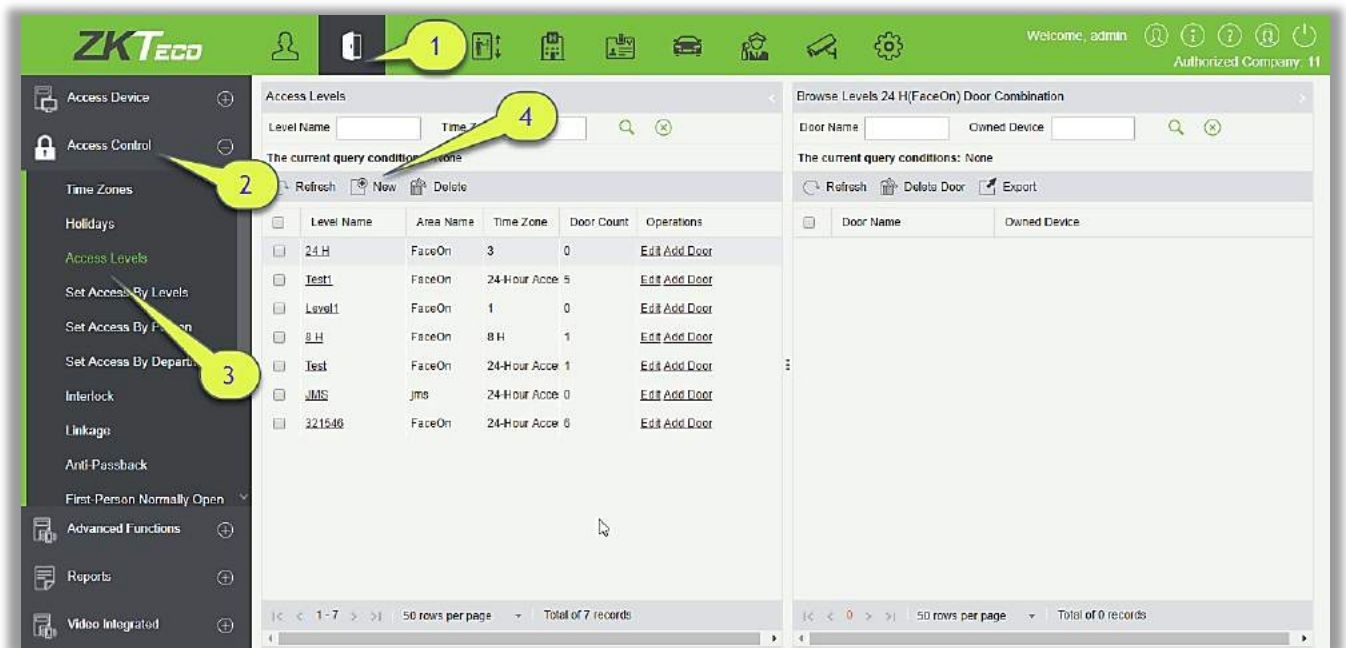 ZKTeco
1
Welcome, admin
Authorized Company, 11
Access Device
Access Control
2
Time Zones
Holidays
Access Levels
3
Set Access By Levels
Set Access By
Set Access By
Interlock
Linkage
Anti-Passback
First-Person Normally Open
Advanced Functions
Reports
Video Integrated
Access Levels
4
Level Name Time
The current query None
Refresh New Delete
Level Name Area Name Time Zone Door Count Operations
24 H FaceOn 3 0 Edit Add Door
Test1 FaceOn 24-Hour Acce 5 Edit Add Door
Level1 FaceOn 1 0 Edit Add Door
8 H FaceOn 8 H 1 Edit Add Door
Test FaceOn 24-Hour Acce 1 Edit Add Door
JMS jms 24-Hour Acce 0 Edit Add Door
321546 FaceOn 24-Hour Acce 6 Edit Add Door
1-7 50 rows per page Total of 7 records
Browse Levels 24 H(FaceOn) Door Combination
Door Name Owned Device
The current query conditions: None
Refresh Delete Door Export
Door Name Owned Device
0 50 rows per page Total of 0 records